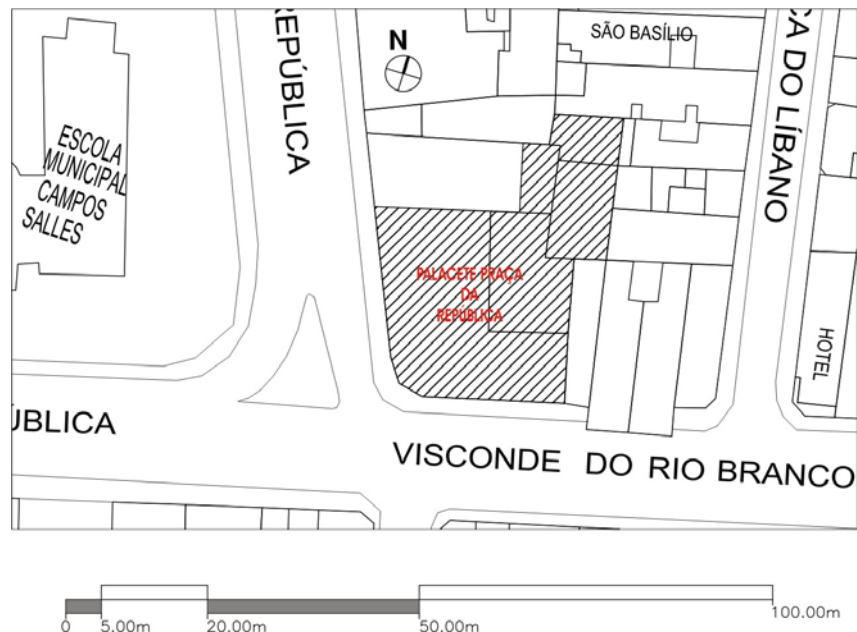 REPÚBLICA
N
SÃO BASÍLIO
ÇA DO LÍBANO
ESCOLA
MUNICIPAL
CAMPOS
SALLES
PALACETE PRAÇA
DA
REPÚBLICA
HOTEL
ÚBLICA
VISCONDE DO RIO BRANCO
0 5.00m 20.00m 50.00m 100.00m